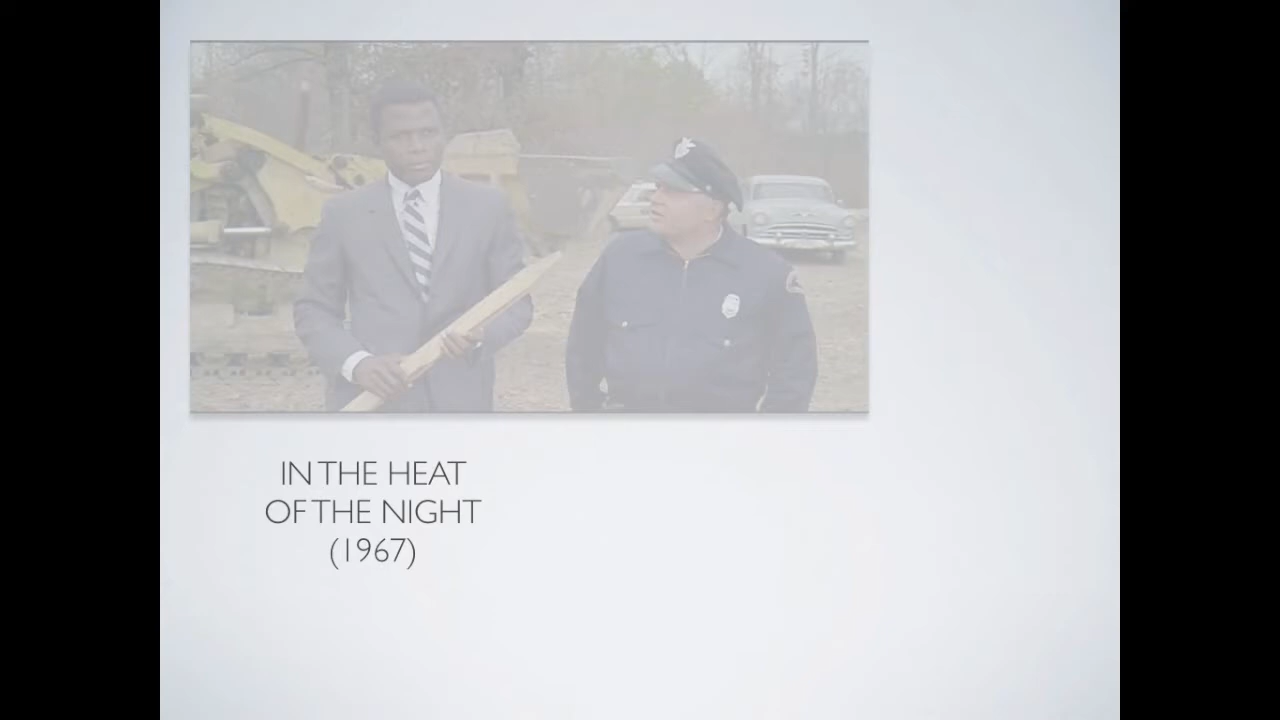 IN THE HEAT
OF THE NIGHT
(1967)